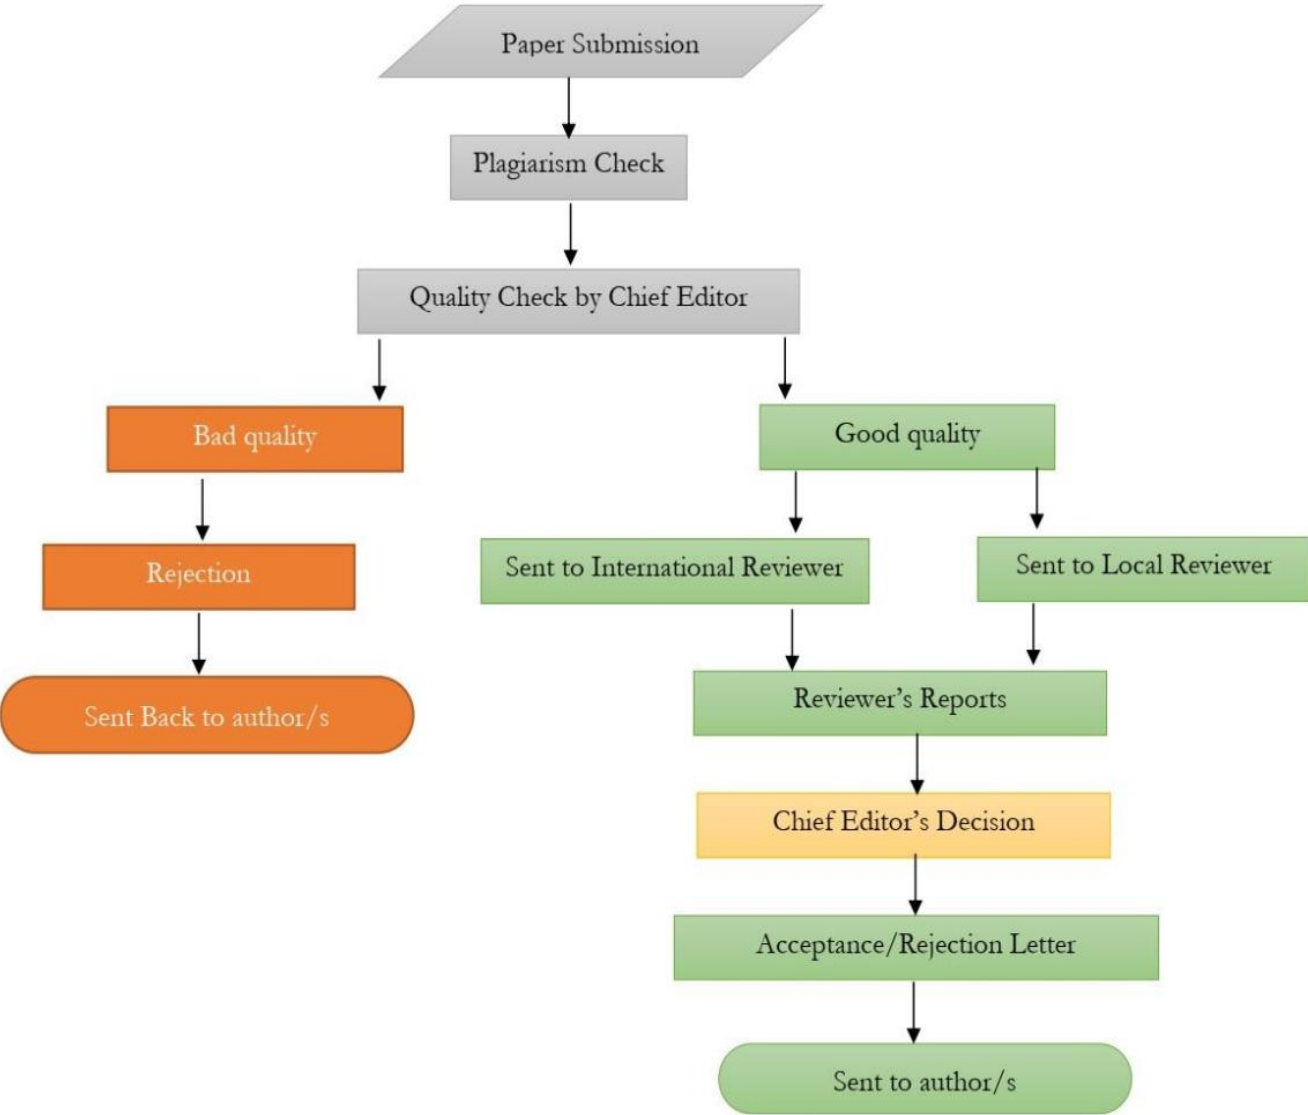 Paper Submission
Plagiarism Check
Quality Check by Chief Editor
Bad quality
Good quality
Rejection
Sent to International Reviewer
Sent to Local Reviewer
Sent Back to author/s
Reviewer’s Reports
Chief Editor’s Decision
Acceptance/Rejection Letter
Sent to author/s